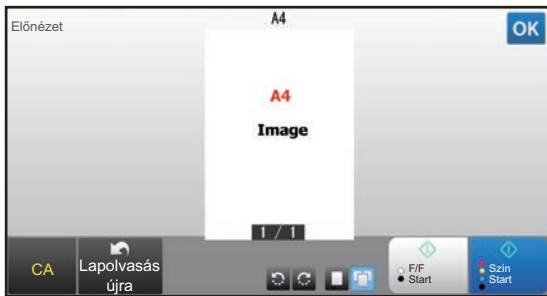 Előnézet
A4
OK
A4
Image
1 / 1
CA
Lapolvasás
újra
F/F
Start
Szín
Start